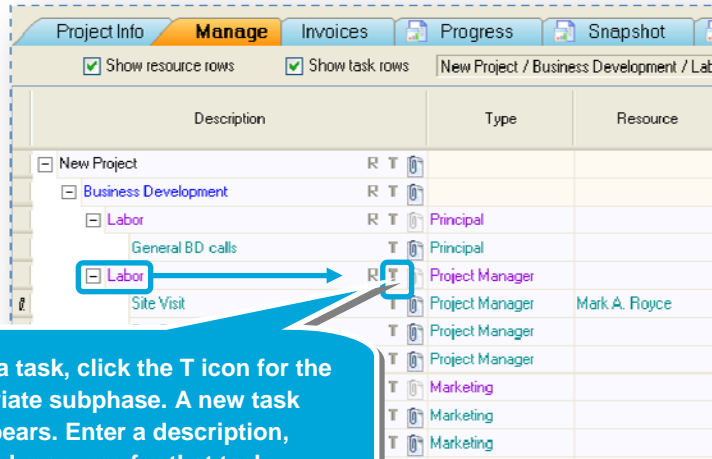 Project Info Manage Invoices Progress Snapshot
Show resource rows Show task rows New Project / Business Development / Lab
Description Type Resource
New Project R T
Business Development R T
Labor R T Principal
General BD calls T Principal
Labor R T Project Manager
Site Visit T Project Manager Mark A. Royce
T Project Manager
T Project Manager
T Marketing
T Marketing
T Marketing
a task, click the T icon for the
iate subphase. A new task
ears. Enter a description,